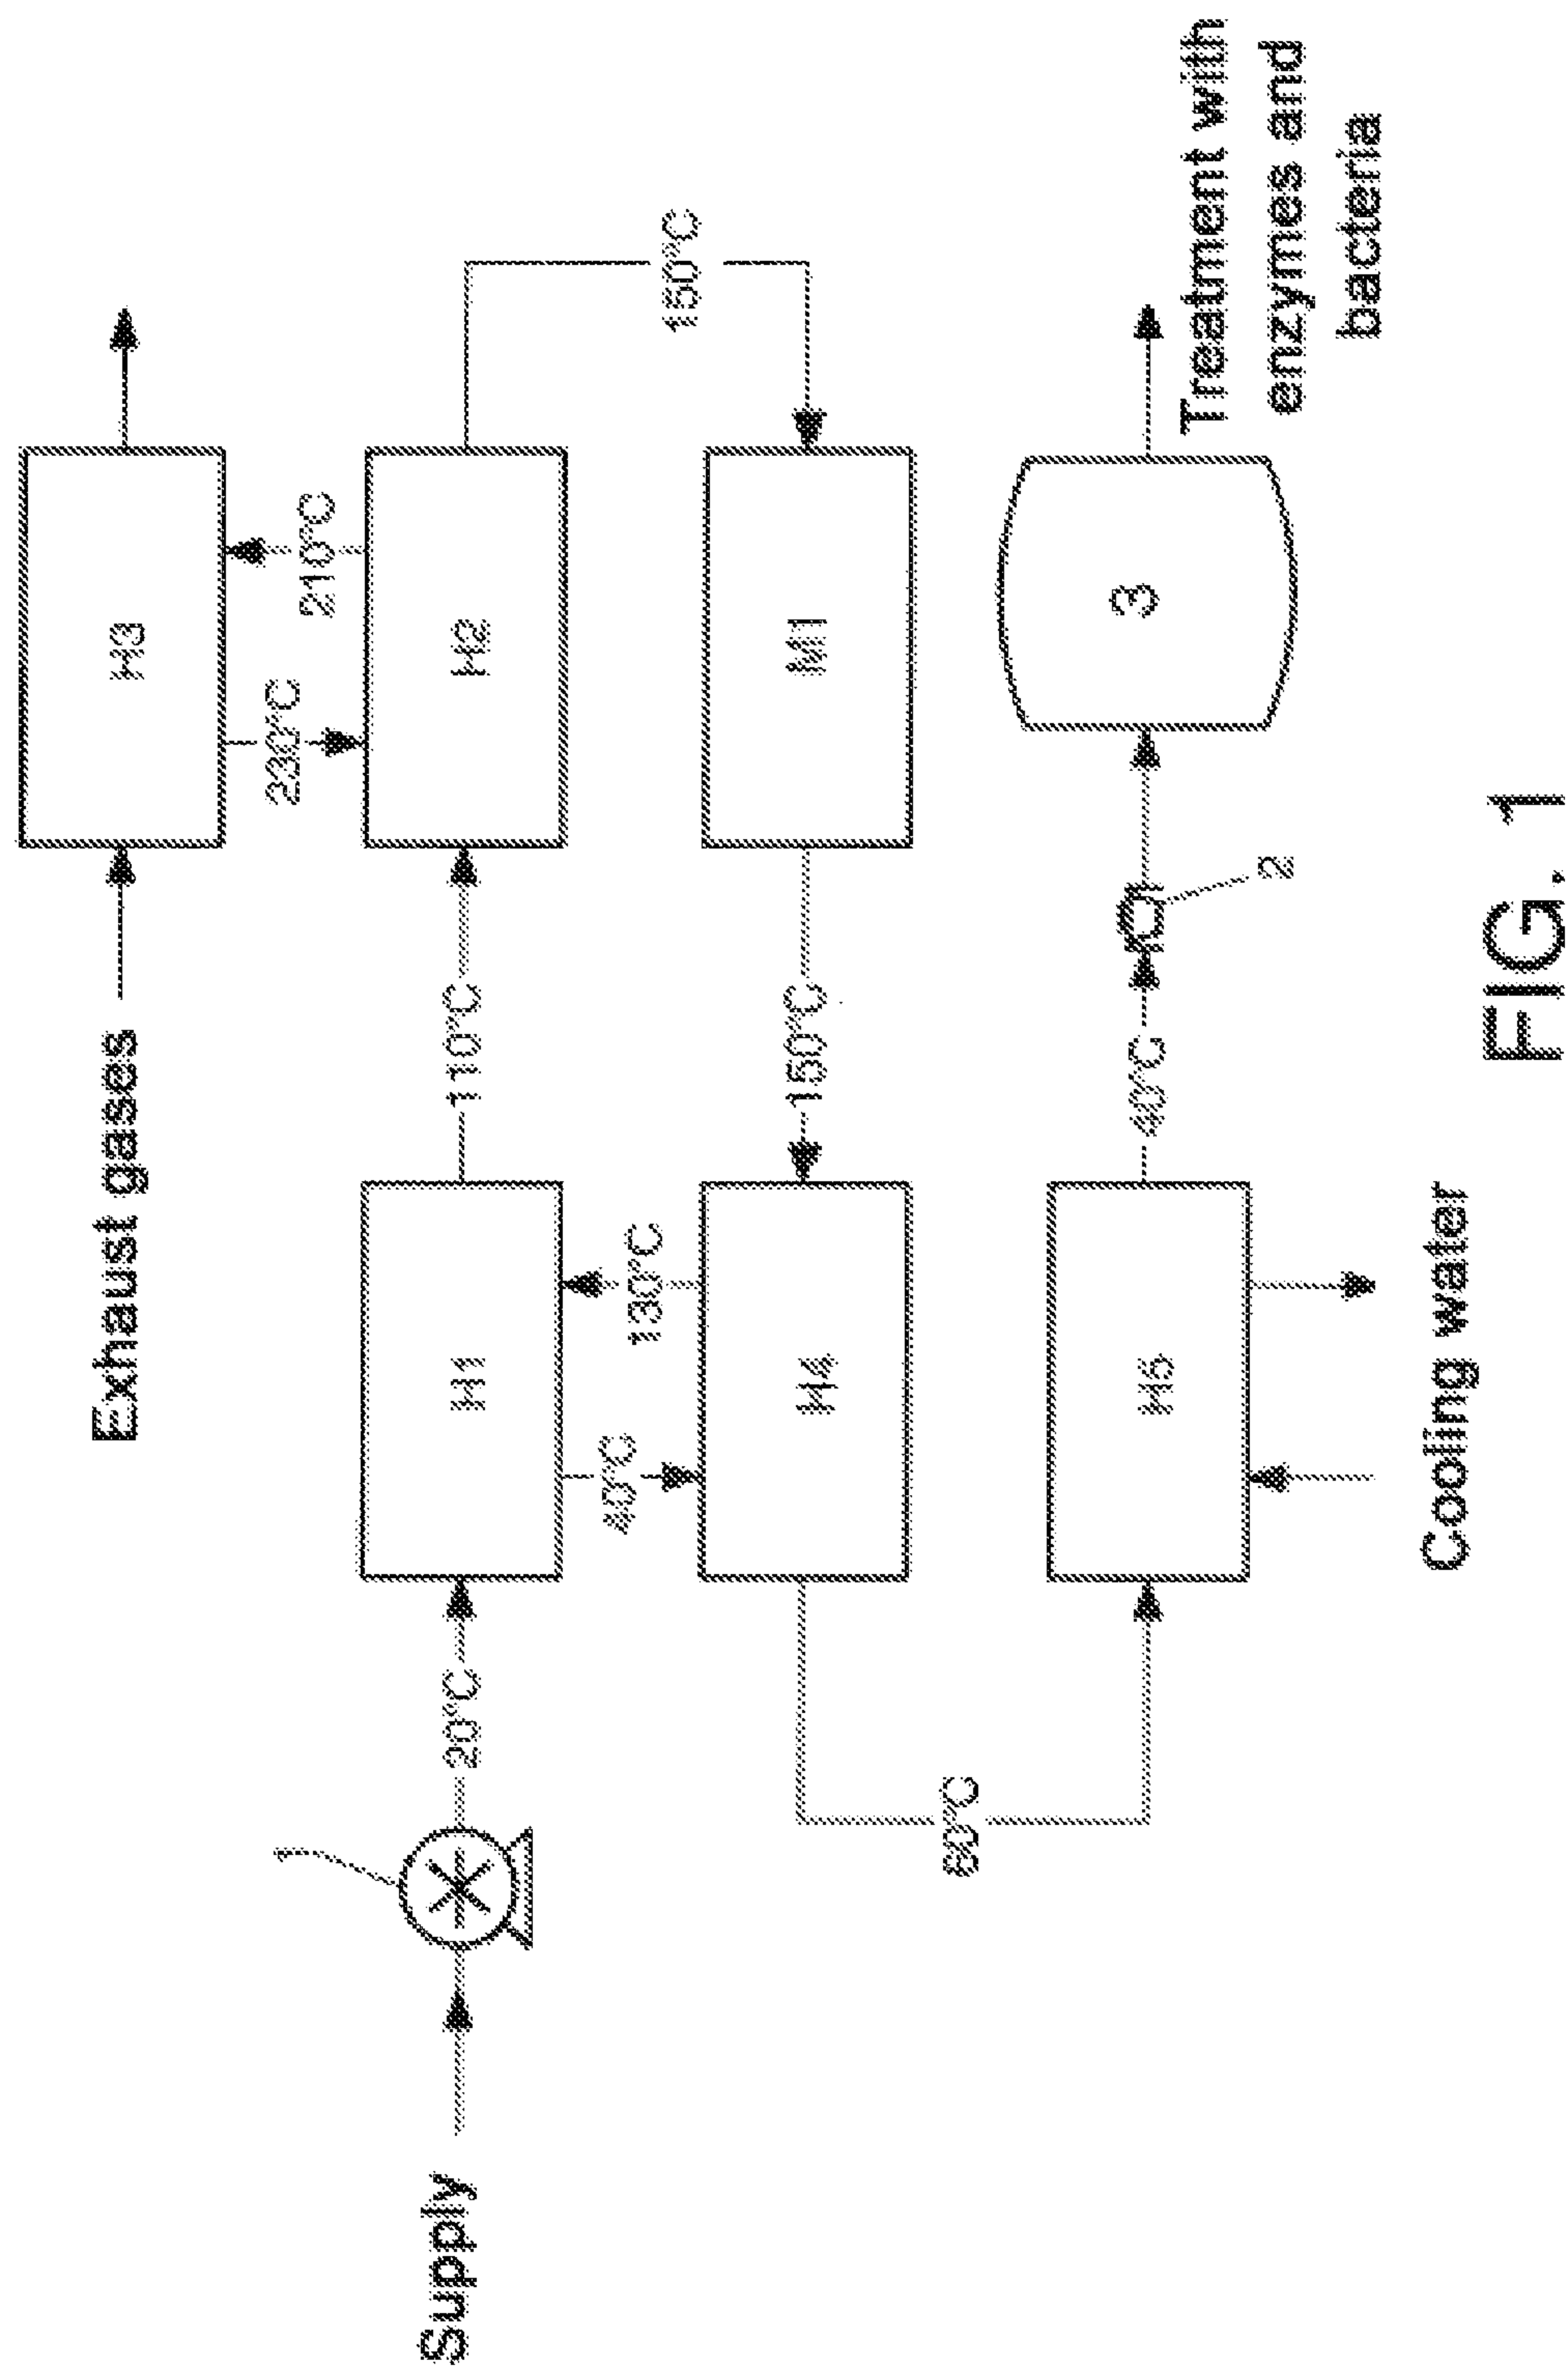 Exhaust gases
H3
230°C
210°C
1
Supply
20°C
H1
110°C
H2
40°C
130°C
150°C
H4
150°C
M1
H5
40°C
2
3
Cooling water
Treatment with
enzymes and
bacteria
FIG. 1